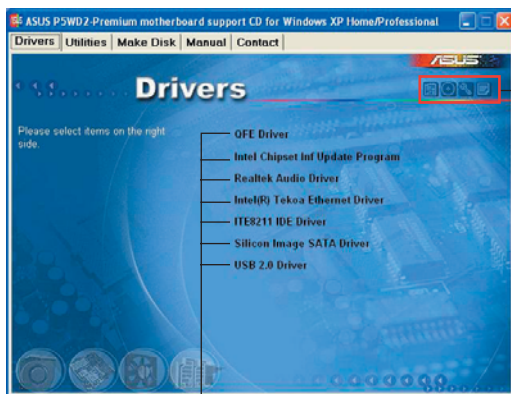 ASUS P5WD2-Premium motherboard support CD for Windows XP Home/Professional
Drivers Utilities Make Disk Manual Contact
ASUS
Drivers
Please select items on the right
side.
QFE Driver
Intel Chipset Inf Update Program
Realtek Audio Driver
Intel(R) Tekoa Ethernet Driver
ITE8211 IDE Driver
Silicon Image SATA Driver
USB 2.0 Driver